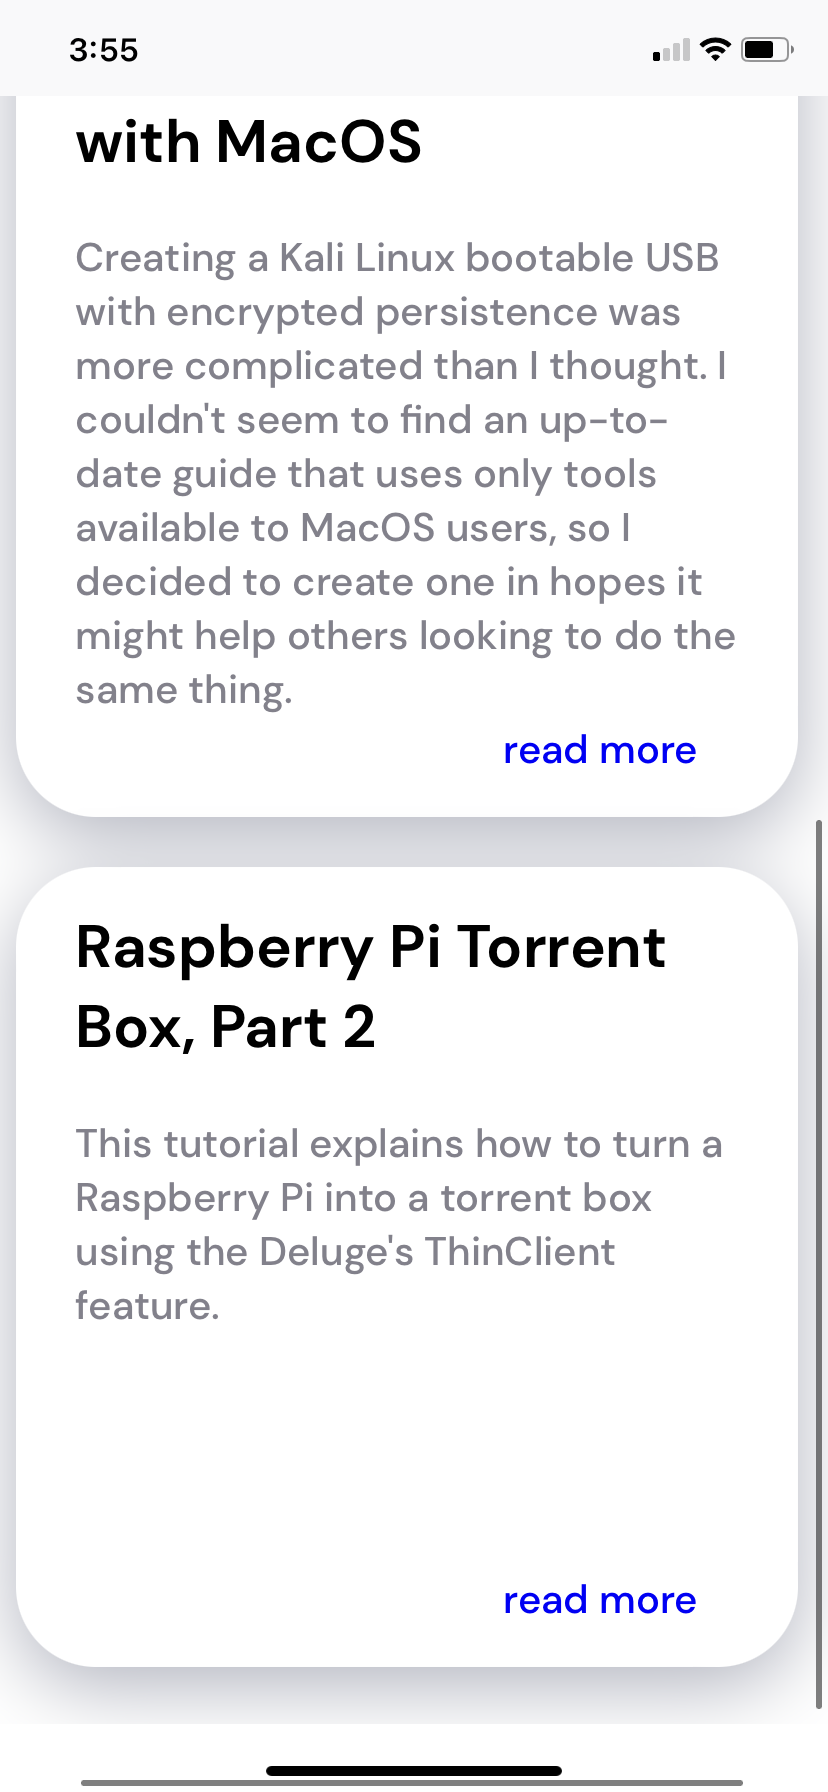 3:55
with MacOS
Creating a Kali Linux bootable USB
with encrypted persistence was
more complicated than I thought. I
couldn't seem to find an up-to-
date guide that uses only tools
available to MacOS users, so I
decided to create one in hopes it
might help others looking to do the
same thing.
read more
Raspberry Pi Torrent
Box, Part 2
This tutorial explains how to turn a
Raspberry Pi into a torrent box
using the Deluge's ThinClient
feature.
read more